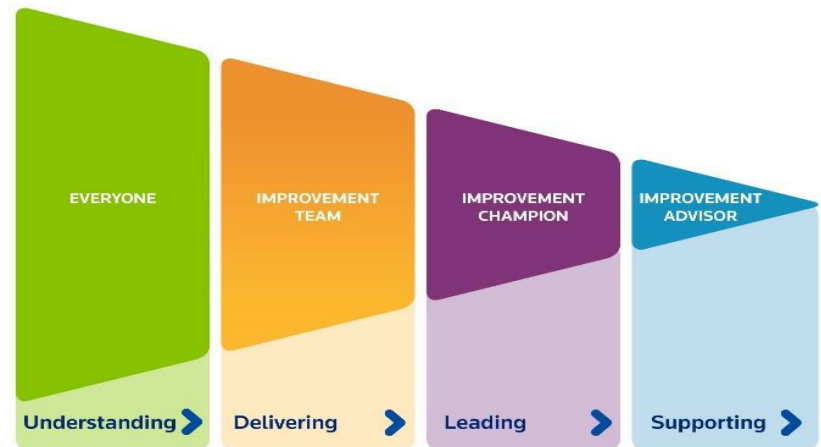 EVERYONE
IMPROVEMENT
TEAM
IMPROVEMENT
CHAMPION
IMPROVEMENT
ADVISOR
Understanding
Delivering
Leading
Supporting